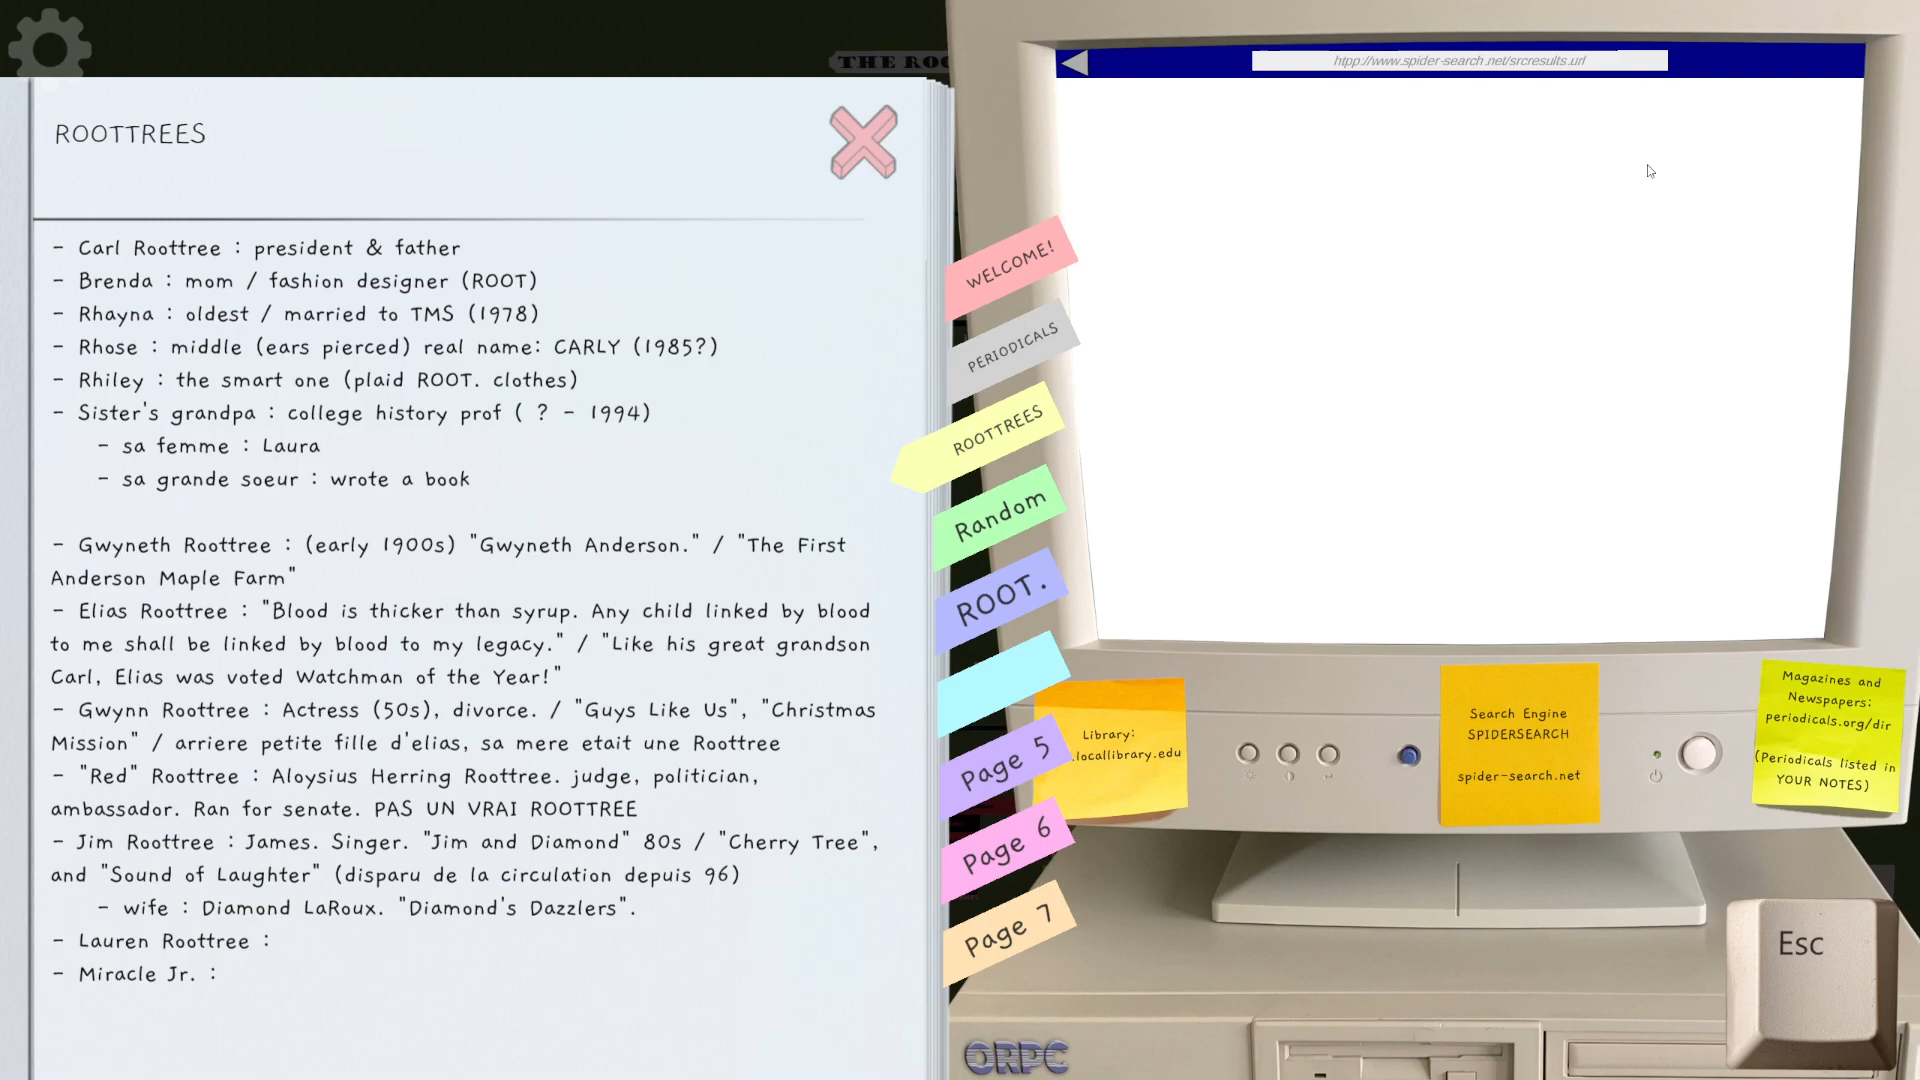 THE ROO
ROOTTREES
- Carl Roottree : president & father
- Brenda : mom / fashion designer (ROOT)
- Rhayna : oldest / married to TMS (1978)
- Rhose : middle (ears pierced) real name: CARLY (1985?)
- Rhiley : the smart one (plaid ROOT. clothes)
- Sister's grandpa : college history prof ( ? - 1994)
- sa femme : Laura
- sa grande soeur : wrote a book
- Gwyneth Roottree : (early 1900s) "Gwyneth Anderson." / "The First
Anderson Maple Farm"
- Elias Roottree : "Blood is thicker than syrup. Any child linked by blood
to me shall be linked by blood to my legacy." / "Like his great grandson
Carl, Elias was voted Watchman of the Year!"
- Gwynn Roottree : Actress (50s), divorce. / "Guys Like Us", "Christmas
Mission" / arriere petite fille d'elias, sa mere etait une Roottree
- "Red" Roottree : Aloysius Herring Roottree. judge, politician,
ambassador. Ran for senate. PAS UN VRAI ROOTTREE
- Jim Roottree : James. Singer. "Jim and Diamond" 80s / "Cherry Tree",
and "Sound of Laughter" (disparu de la circulation depuis 96)
- wife : Diamond LaRoux. "Diamond's Dazzlers".
- Lauren Roottree :
- Miracle Jr. :
WELCOME!
PERIODICALS
ROOTTREES
Random
ROOT.
Page 5
Page 6
Page 7
htpp://www.spider-search.net/srcresults.url
Library:
.locallibrary.edu
Search Engine
SPIDERSEARCH
spider-search.net
Magazines and
Newspapers:
periodicals.org/dir
(Periodicals listed in
YOUR NOTES)
Esc
ORPC